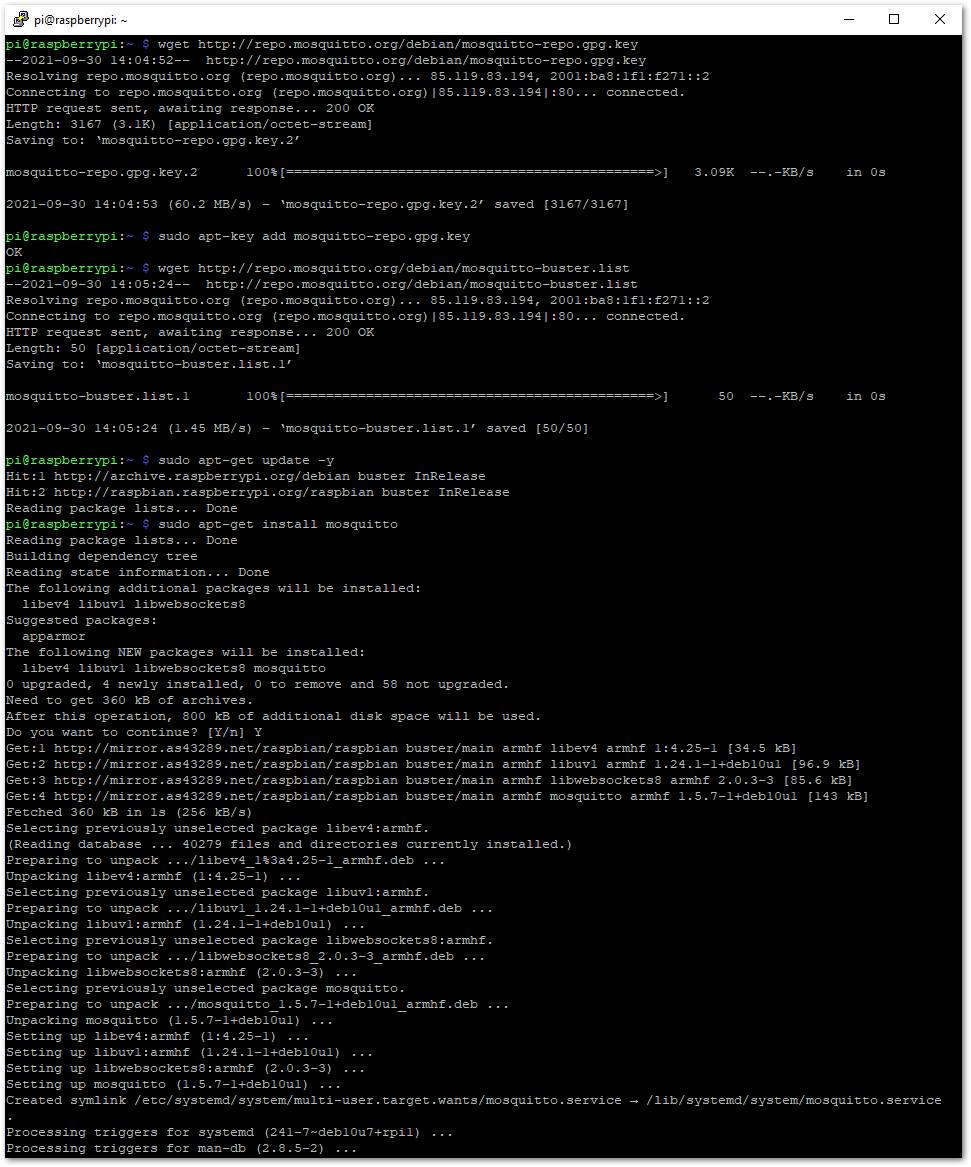 pi@raspberrypi: ~
pi@raspberrypi:~ $ wget http://repo.mosquitto.org/debian/mosquitto-repo.gpg.key
--2021-09-30 14:04:52--  http://repo.mosquitto.org/debian/mosquitto-repo.gpg.key
Resolving repo.mosquitto.org (repo.mosquitto.org)... 85.119.83.194, 2001:ba8:1f1:f271::2
Connecting to repo.mosquitto.org (repo.mosquitto.org)|85.119.83.194|:80... connected.
HTTP request sent, awaiting response... 200 OK
Length: 3167 (3.1K) [application/octet-stream]
Saving to: ‘mosquitto-repo.gpg.key.2’
mosquitto-repo.gpg.key.2      100%[==============================================>]   3.09K  --.-KB/s    in 0s
2021-09-30 14:04:53 (60.2 MB/s) - ‘mosquitto-repo.gpg.key.2’ saved [3167/3167]
pi@raspberrypi:~ $ sudo apt-key add mosquitto-repo.gpg.key
OK
pi@raspberrypi:~ $ wget http://repo.mosquitto.org/debian/mosquitto-buster.list
--2021-09-30 14:05:24--  http://repo.mosquitto.org/debian/mosquitto-buster.list
Resolving repo.mosquitto.org (repo.mosquitto.org)... 85.119.83.194, 2001:ba8:1f1:f271::2
Connecting to repo.mosquitto.org (repo.mosquitto.org)|85.119.83.194|:80... connected.
HTTP request sent, awaiting response... 200 OK
Length: 50 [application/octet-stream]
Saving to: ‘mosquitto-buster.list.1’
mosquitto-buster.list.1       100%[==============================================>]      50  --.-KB/s    in 0s
2021-09-30 14:05:24 (1.45 MB/s) - ‘mosquitto-buster.list.1’ saved [50/50]
pi@raspberrypi:~ $ sudo apt-get update -y
Hit:1 http://archive.raspberrypi.org/debian buster InRelease
Hit:2 http://raspbian.raspberrypi.org/raspbian buster InRelease
Reading package lists... Done
pi@raspberrypi:~ $ sudo apt-get install mosquitto
Reading package lists... Done
Building dependency tree
Reading state information... Done
The following additional packages will be installed:
  libev4 libuv1 libwebsockets8
Suggested packages:
  apparmor
The following NEW packages will be installed:
  libev4 libuv1 libwebsockets8 mosquitto
0 upgraded, 4 newly installed, 0 to remove and 58 not upgraded.
Need to get 360 kB of archives.
After this operation, 800 kB of additional disk space will be used.
Do you want to continue? [Y/n] Y
Get:1 http://mirror.as43289.net/raspbian/raspbian buster/main armhf libev4 armhf 1:4.25-1 [34.5 kB]
Get:2 http://mirror.as43289.net/raspbian/raspbian buster/main armhf libuv1 armhf 1.24.1-1+deb10u1 [96.9 kB]
Get:3 http://mirror.as43289.net/raspbian/raspbian buster/main armhf libwebsockets8 armhf 2.0.3-3 [85.6 kB]
Get:4 http://mirror.as43289.net/raspbian/raspbian buster/main armhf mosquitto armhf 1.5.7-1+deb10u1 [143 kB]
Fetched 360 kB in 1s (256 kB/s)
Selecting previously unselected package libev4:armhf.
(Reading database ... 40279 files and directories currently installed.)
Preparing to unpack .../libev4_1%3a4.25-1_armhf.deb ...
Unpacking libev4:armhf (1:4.25-1) ...
Selecting previously unselected package libuv1:armhf.
Preparing to unpack .../libuv1_1.24.1-1+deb10u1_armhf.deb ...
Unpacking libuv1:armhf (1.24.1-1+deb10u1) ...
Selecting previously unselected package libwebsockets8:armhf.
Preparing to unpack .../libwebsockets8_2.0.3-3_armhf.deb ...
Unpacking libwebsockets8:armhf (2.0.3-3) ...
Selecting previously unselected package mosquitto.
Preparing to unpack .../mosquitto_1.5.7-1+deb10u1_armhf.deb ...
Unpacking mosquitto (1.5.7-1+deb10u1) ...
Setting up libev4:armhf (1:4.25-1) ...
Setting up libuv1:armhf (1.24.1-1+deb10u1) ...
Setting up libwebsockets8:armhf (2.0.3-3) ...
Setting up mosquitto (1.5.7-1+deb10u1) ...
Created symlink /etc/systemd/system/multi-user.target.wants/mosquitto.service → /lib/systemd/system/mosquitto.service
.
Processing triggers for systemd (241-7~deb10u7+rpi1) ...
Processing triggers for man-db (2.8.5-2) ...